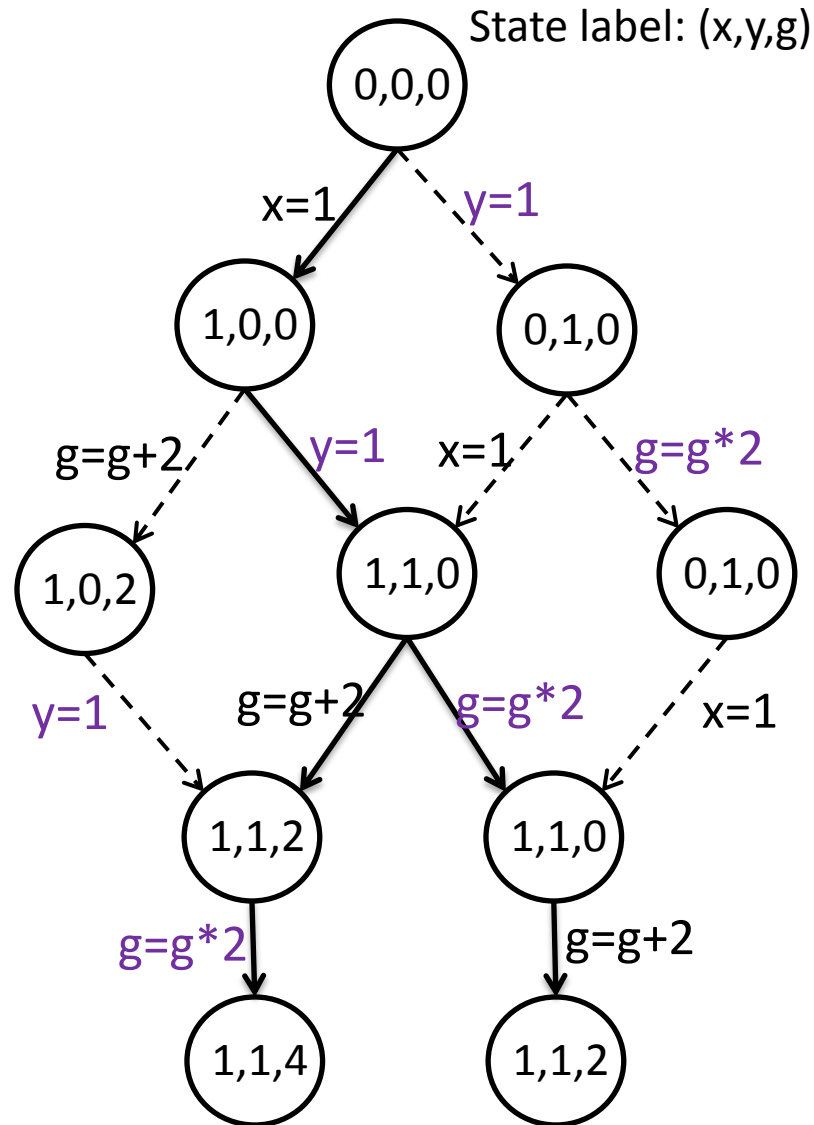 State label: (x,y,g)
0,0,0
x=1
y=1
1,0,0
0,1,0
g=g+2
y=1
x=1
g=g*2
1,0,2
1,1,0
0,1,0
y=1
g=g+2
g=g*2
x=1
1,1,2
1,1,0
g=g*2
g=g+2
1,1,4
1,1,2